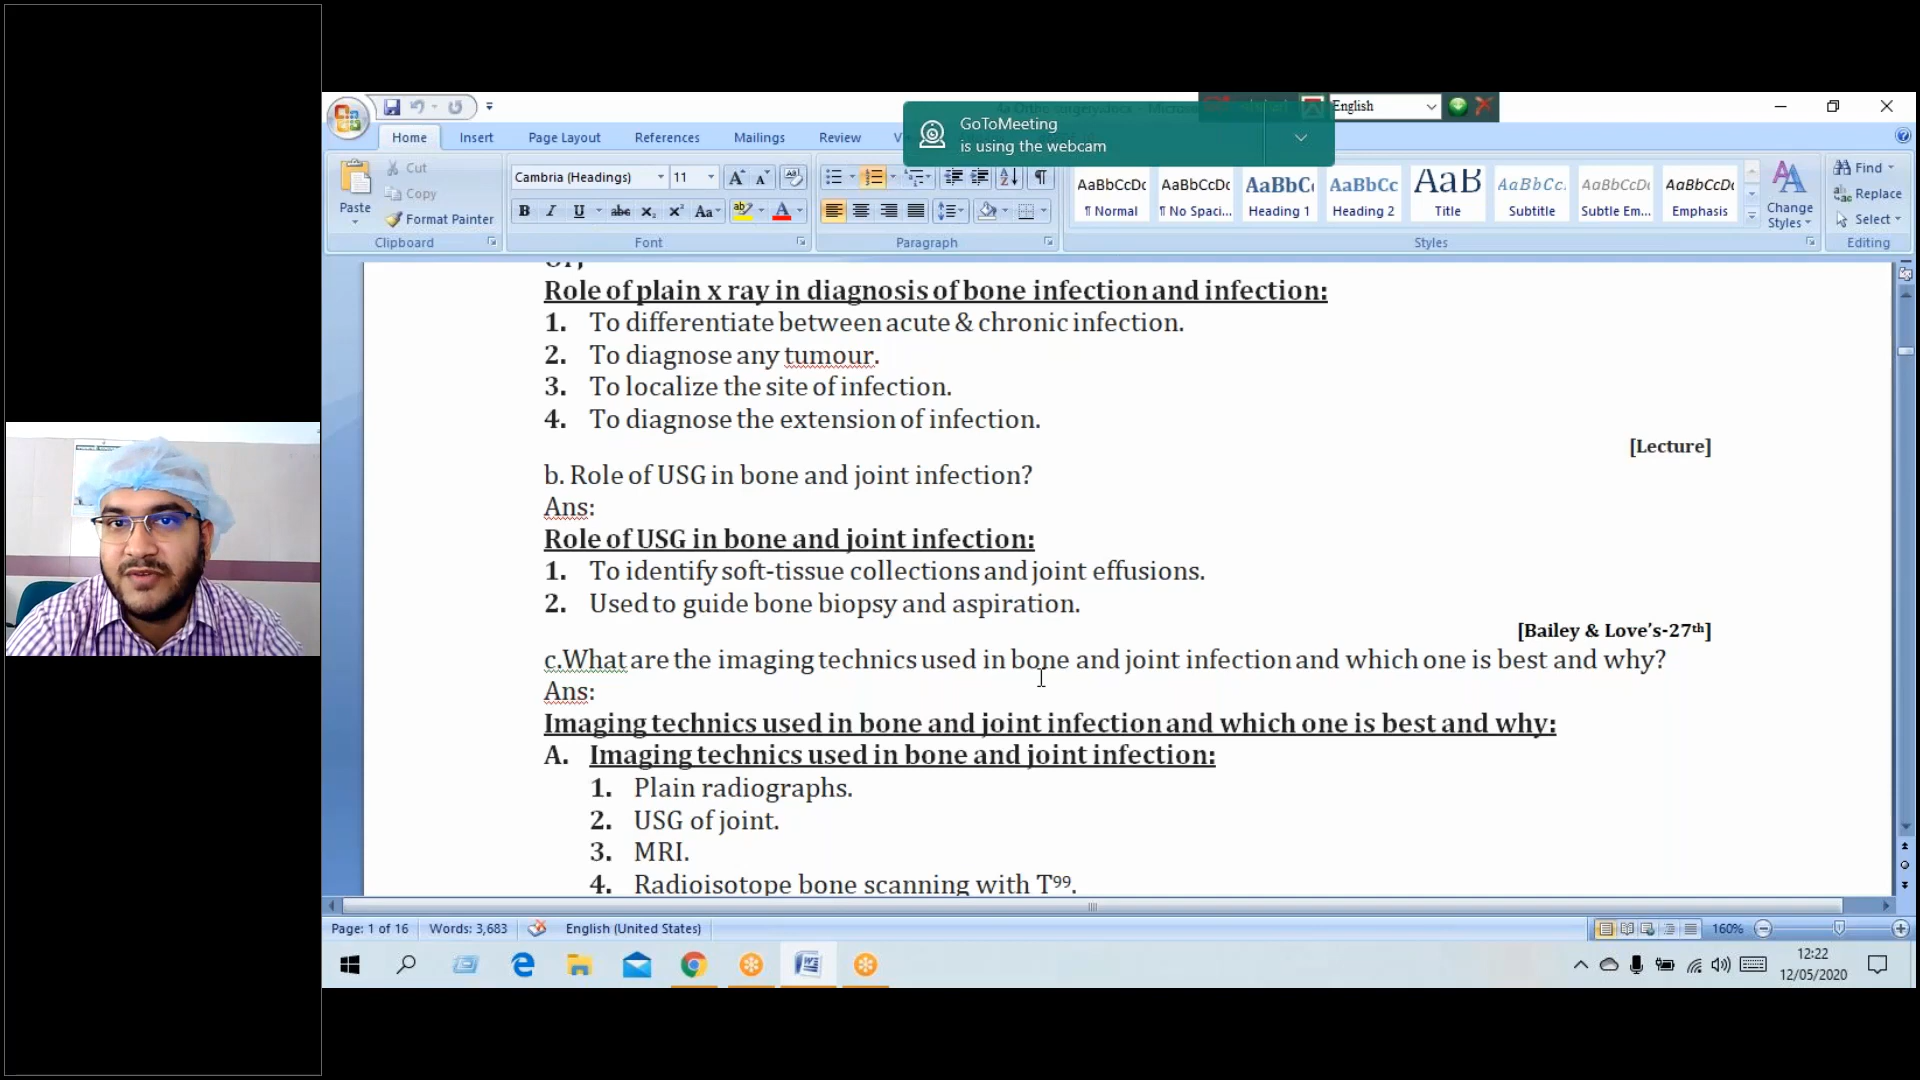 GoToMeeting
is using the webcam
English
Home Insert Page Layout References Mailings Review
Paste
Cut
Copy
Format Painter
Clipboard
Cambria (Headings) 11
Font
Paragraph
AaBbCcDc AaBbCcDc AaBbC AaBbCc AaB AaBbCc. AaBbCcDı AaBbCcDı
¶ Normal ¶ No Spaci... Heading 1 Heading 2 Title Subtitle Subtle Em... Emphasis
Styles
Change
Styles
Find
Replace
Select
Editing
Role of plain x ray in diagnosis of bone infection and infection:
1. To differentiate between acute & chronic infection.
2. To diagnose any tumour.
3. To localize the site of infection.
4. To diagnose the extension of infection.
[Lecture]
b. Role of USG in bone and joint infection?
Ans:
Role of USG in bone and joint infection:
1. To identify soft-tissue collections and joint effusions.
2. Used to guide bone biopsy and aspiration.
[Bailey & Love's-27th]
c.What are the imaging technics used in bone and joint infection and which one is best and why?
Ans:
Imaging technics used in bone and joint infection and which one is best and why:
A. Imaging technics used in bone and joint infection:
1. Plain radiographs.
2. USG of joint.
3. MRI.
4. Radioisotope bone scanning with T99.
Page: 1 of 16 Words: 3,683 English (United States) 160%
12:22
12/05/2020